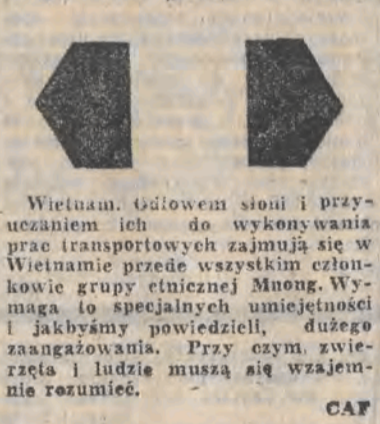 Wietnam. Odłowem słoni i przy-
uczaniem ich do wykonywania
prac transportowych zajmują się w
Wietnamie przede wszystkim człon-
kowie grupy etnicznej Mnong. Wy-
maga to specjalnych umiejętności
i jakbyśmy powiedzieli, dużego
zaangażowania. Przy czym zwie-
rzęta i ludzie muszą się wzajem-
nie rozumieć.
CAF